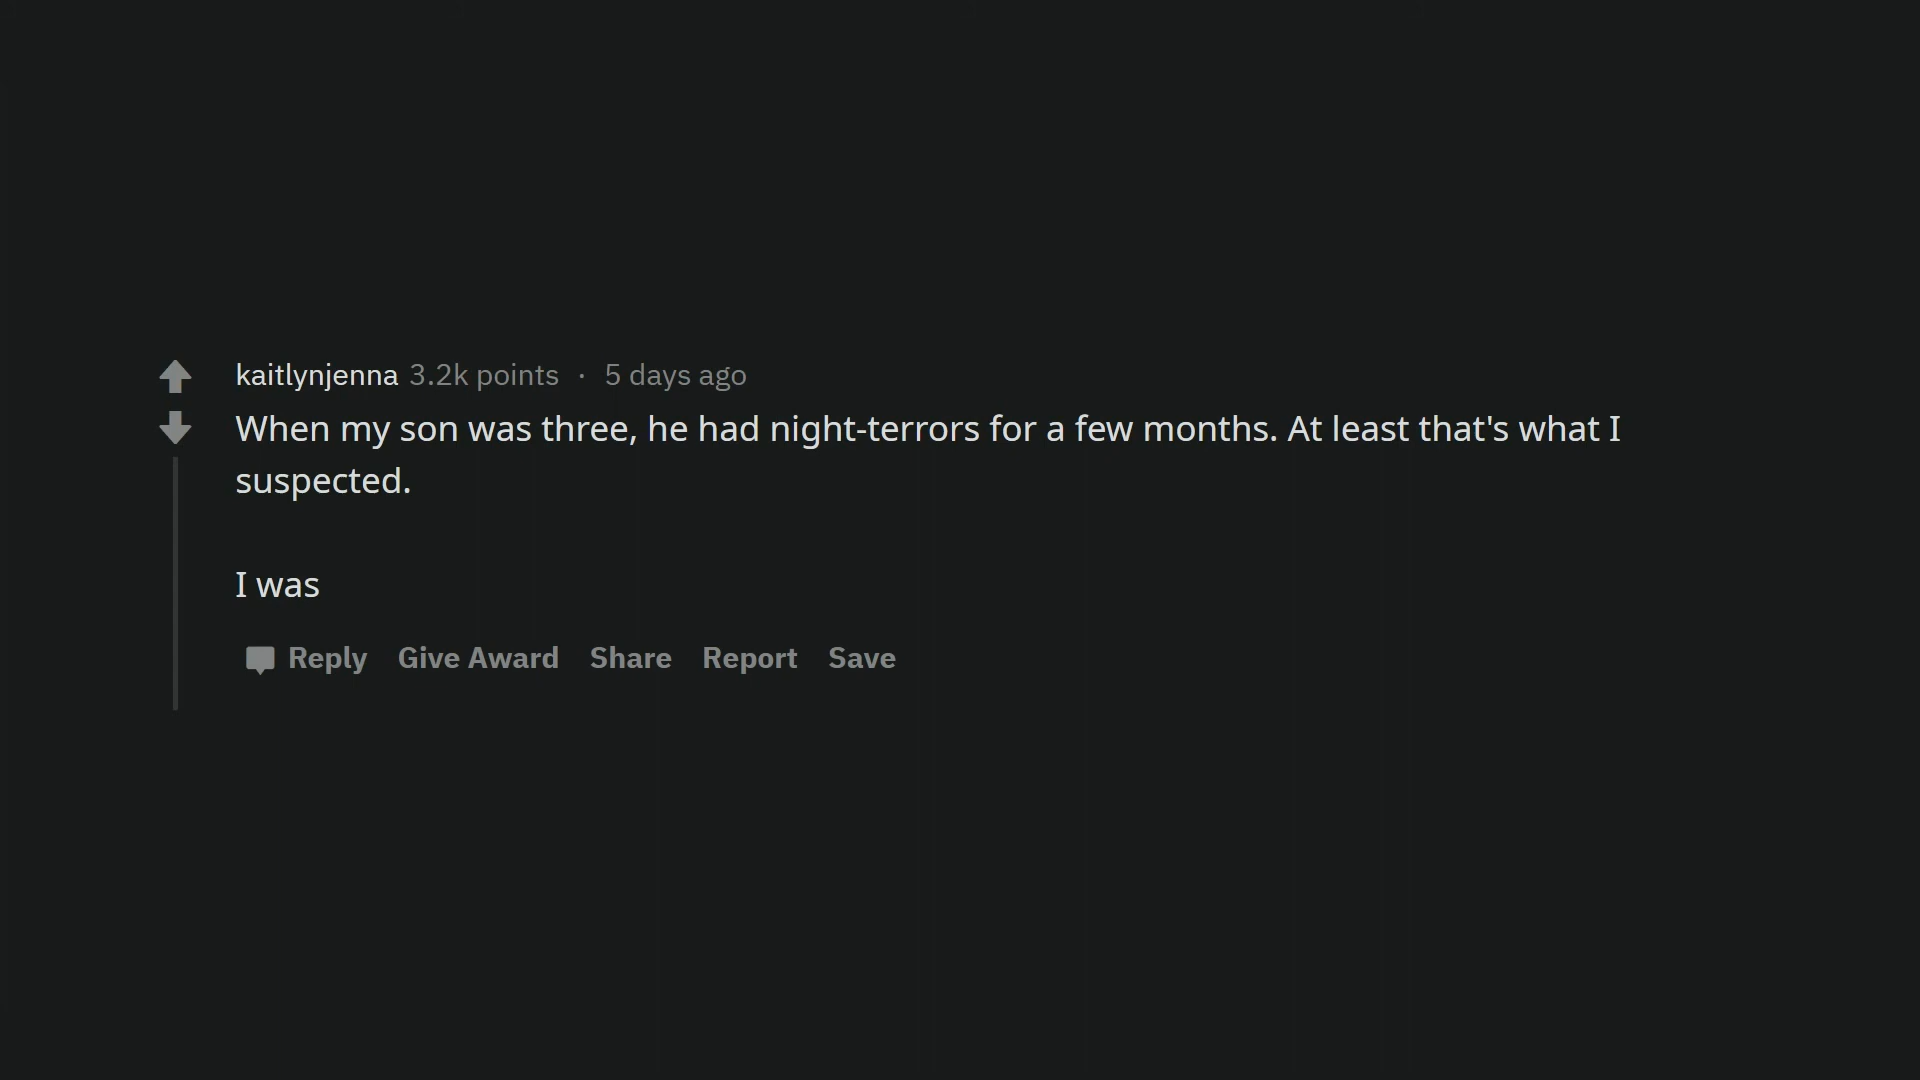 kaitlynjenna 3.2k points · 5 days ago
When my son was three, he had night-terrors for a few months. At least that's what I
suspected.
I was
Reply Give Award Share Report Save